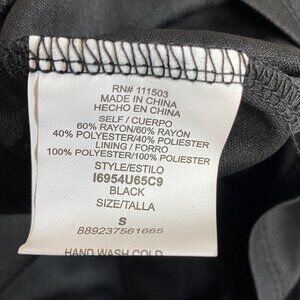 RN# 111503
MADE IN CHINA
HECHO EN CHINA
SELF / CUERPO
60% RAYON/60% RAYÓN
40% POLYESTER/40% POLIESTER
LINING / FORRO
100% POLYESTER/100% POLIESTER
STYLE/ESTILO
I6954U65C9
BLACK
SIZE/TALLA
S
889237561665
HAND WASH COLD